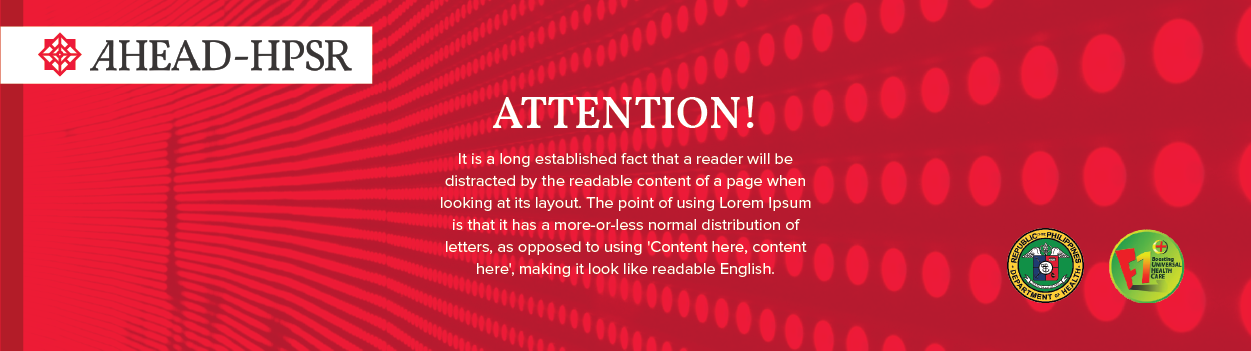 AHEAD-HPSR
ATTENTION!
It is a long established fact that a reader will be
distracted by the readable content of a page when
looking at its layout. The point of using Lorem Ipsum
is that it has a more-or-less normal distribution of
letters, as opposed to using 'Content here, content
here', making it look like readable English.
REPUBLIC OF THE PHILIPPINES
DEPARTMENT OF HEALTH
F1
Boosting
UNIVERSAL
HEALTH
CARE